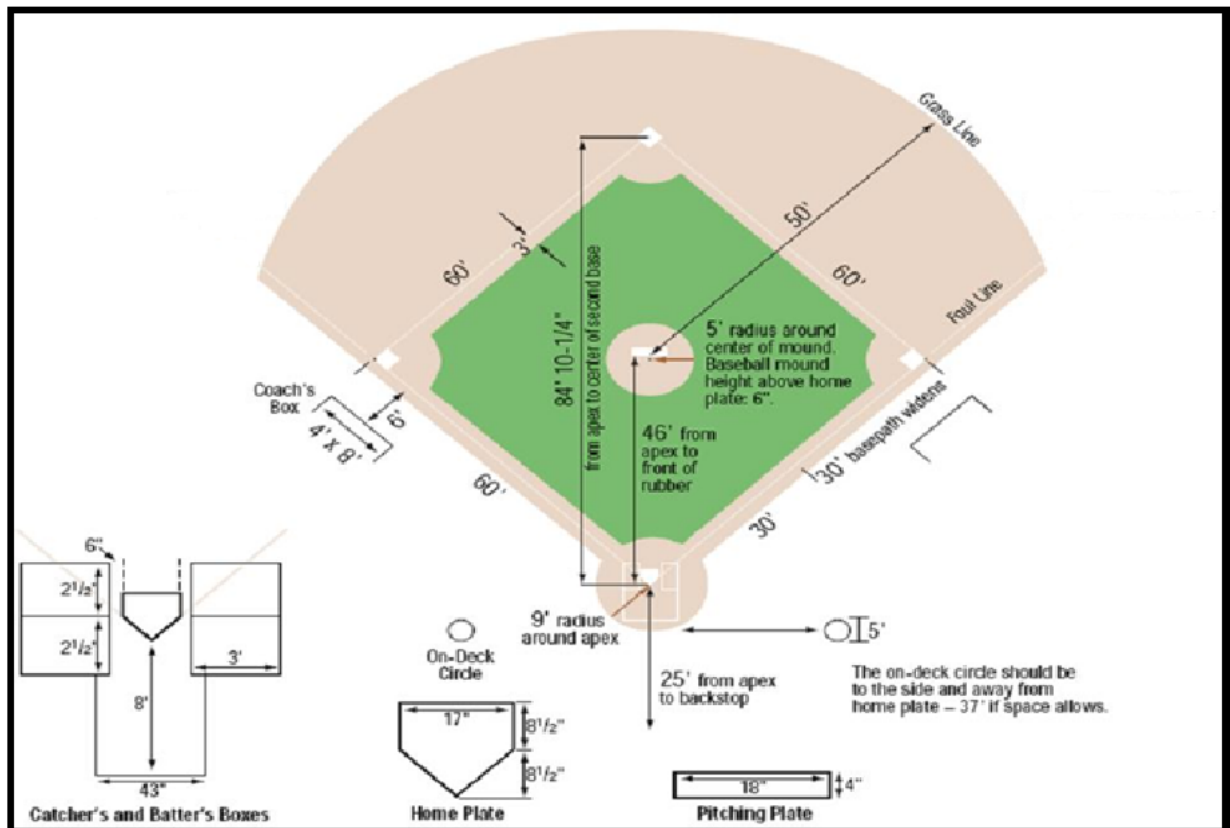 Grass Line
50'
3'
60'
60'
84" 10-1/4"
from apex to center of second base
Foul Line
5' radius around
center of mound.
Baseball mound
height above home
plate: 6".
Coach's
Box
6'
4' X 8'
46' from
apex to
front of
rubber
30' basepath widens
60'
30'
6"
2 1/2"
2 1/2"
3'
8'
43"
Catcher's and Batter's Boxes
9' radius
around apex
On-Deck
Circle
5'
25' from apex
to backstop
The on-deck circle should be
to the side and away from
home plate – 37' if space allows.
17"
8 1/2"
8 1/2"
Home Plate
18"
4"
Pitching Plate